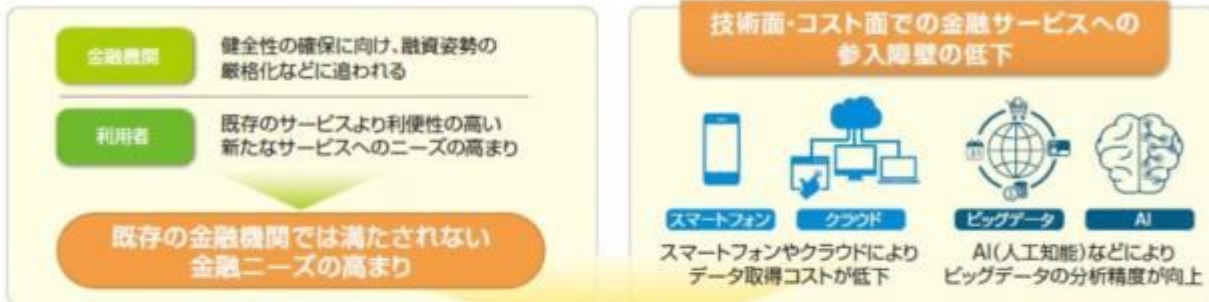 金融機関
健全性の確保に向け、融資姿勢の
厳格化などに追われる
利用者
既存のサービスより利便性の高い
新たなサービスへのニーズの高まり
既存の金融機関では満たされない
金融ニーズの高まり
技術面・コスト面での金融サービスへの
参入障壁の低下
スマートフォン
クラウド
ビッグデータ
AI
スマートフォンやクラウドにより
データ取得コストが低下
AI(人工知能)などにより
ビッグデータの分析精度が向上